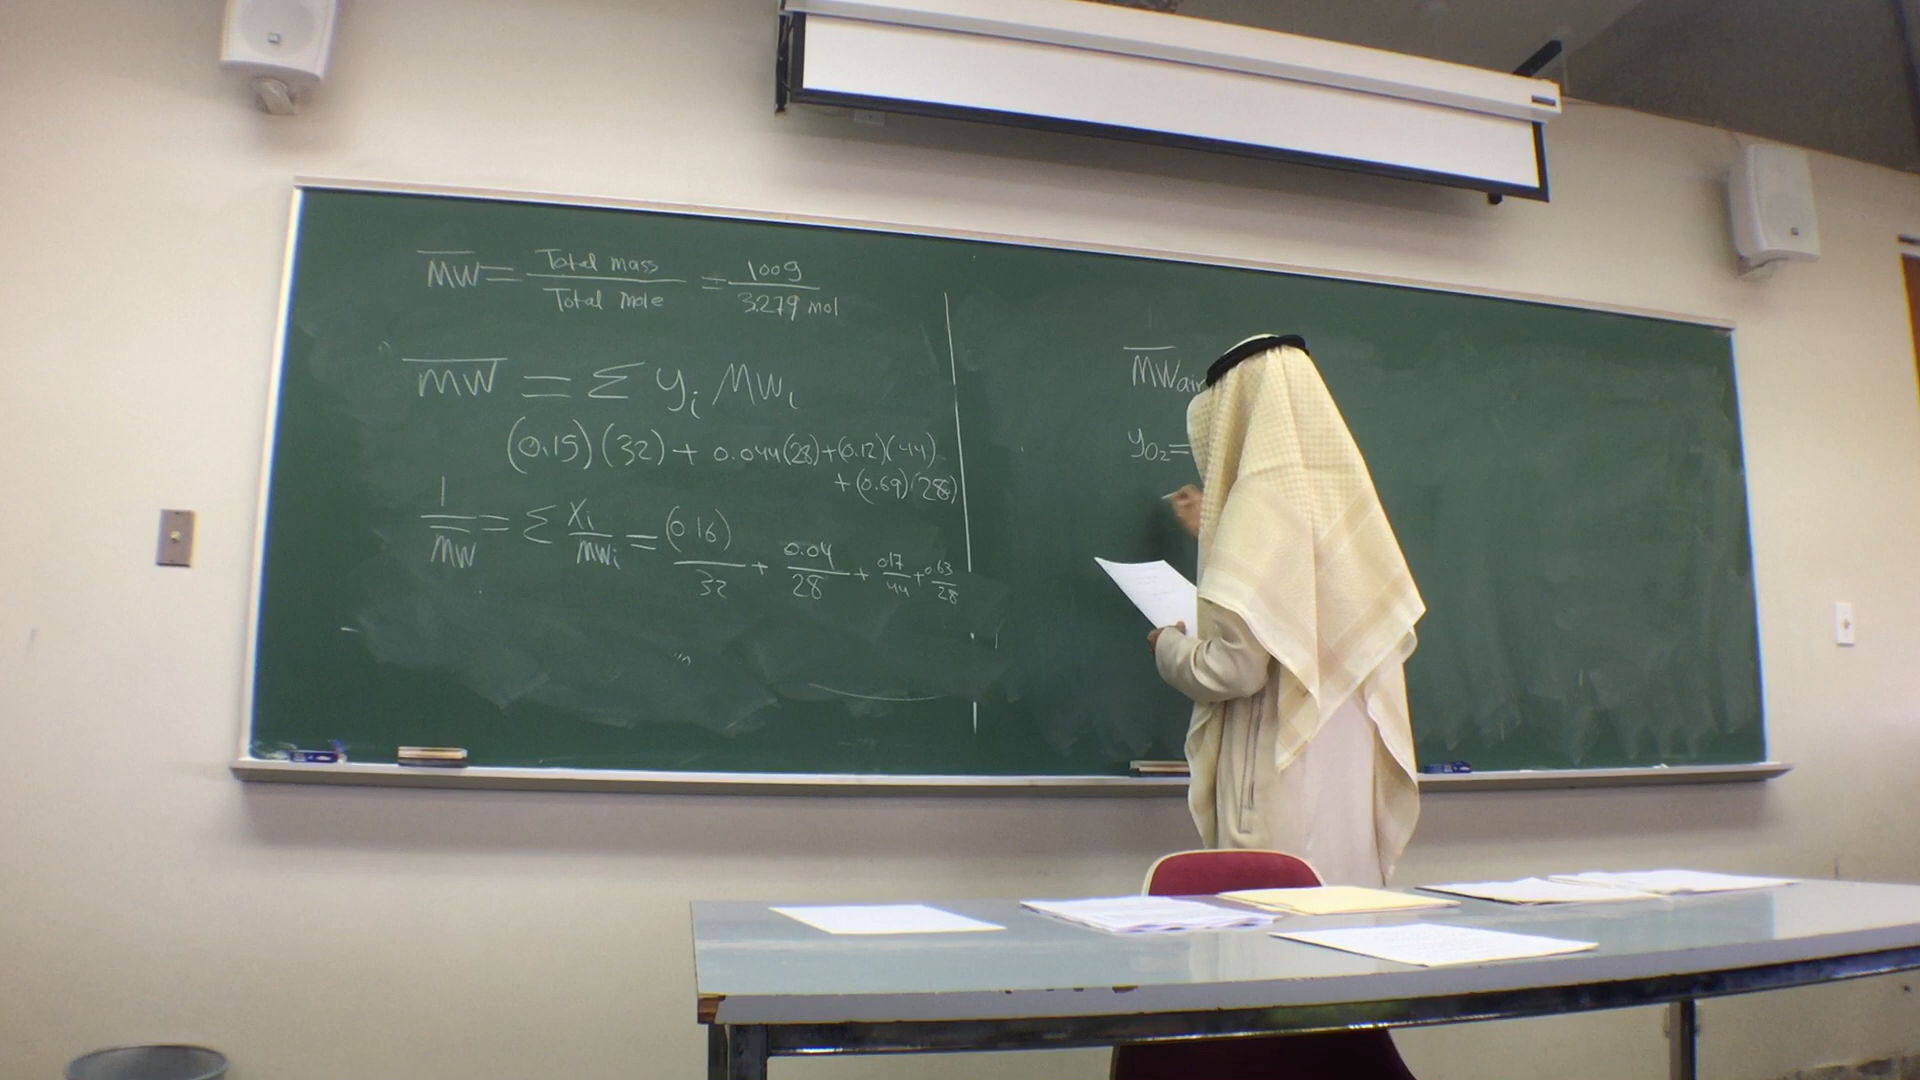 MW = Total mass / Total mole = 100g / 3.279 mol
MW = Σ yi MWi
(0.15)(32) + 0.044(28) + (0.12)(44)
+ (0.69)(28)
1 / MW = Σ xi / MWi = (0.16) / 32 + 0.04 / 28 + 0.17 / 44 + 0.63 / 28
MWair
yO2 =